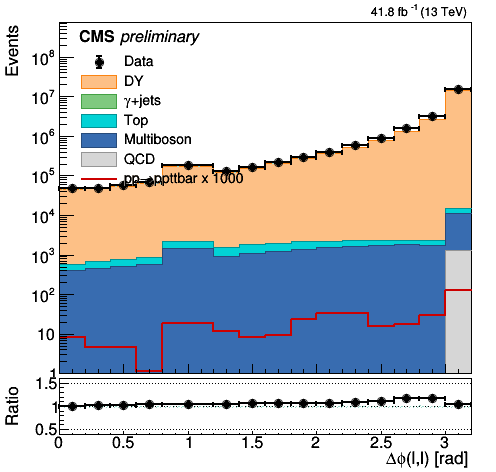 41.8 fb⁻¹ (13 TeV)
Events
CMS preliminary
Data
DY
γ+jets
Top
Multiboson
QCD
pp→ppttbar x 1000
10⁸
10⁷
10⁶
10⁵
10⁴
10³
10²
10
1
Ratio
1.5
1
0.5
0 0.5 1 1.5 2 2.5 3
Δϕ(l,l) [rad]